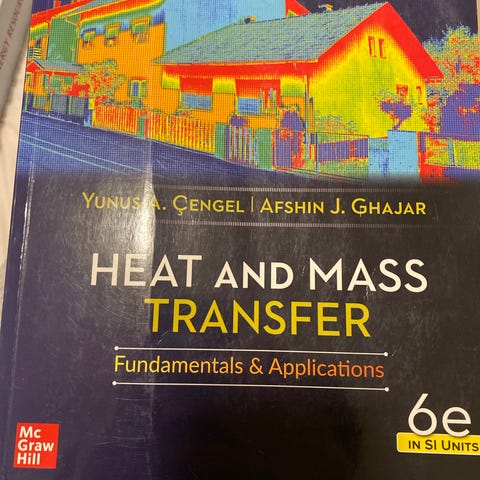 YUNUS A. ÇENGEL | AFSHIN J. GHAJAR
HEAT AND MASS
TRANSFER
Fundamentals & Applications
6e
IN SI UNITS
Mc
Graw
Hill